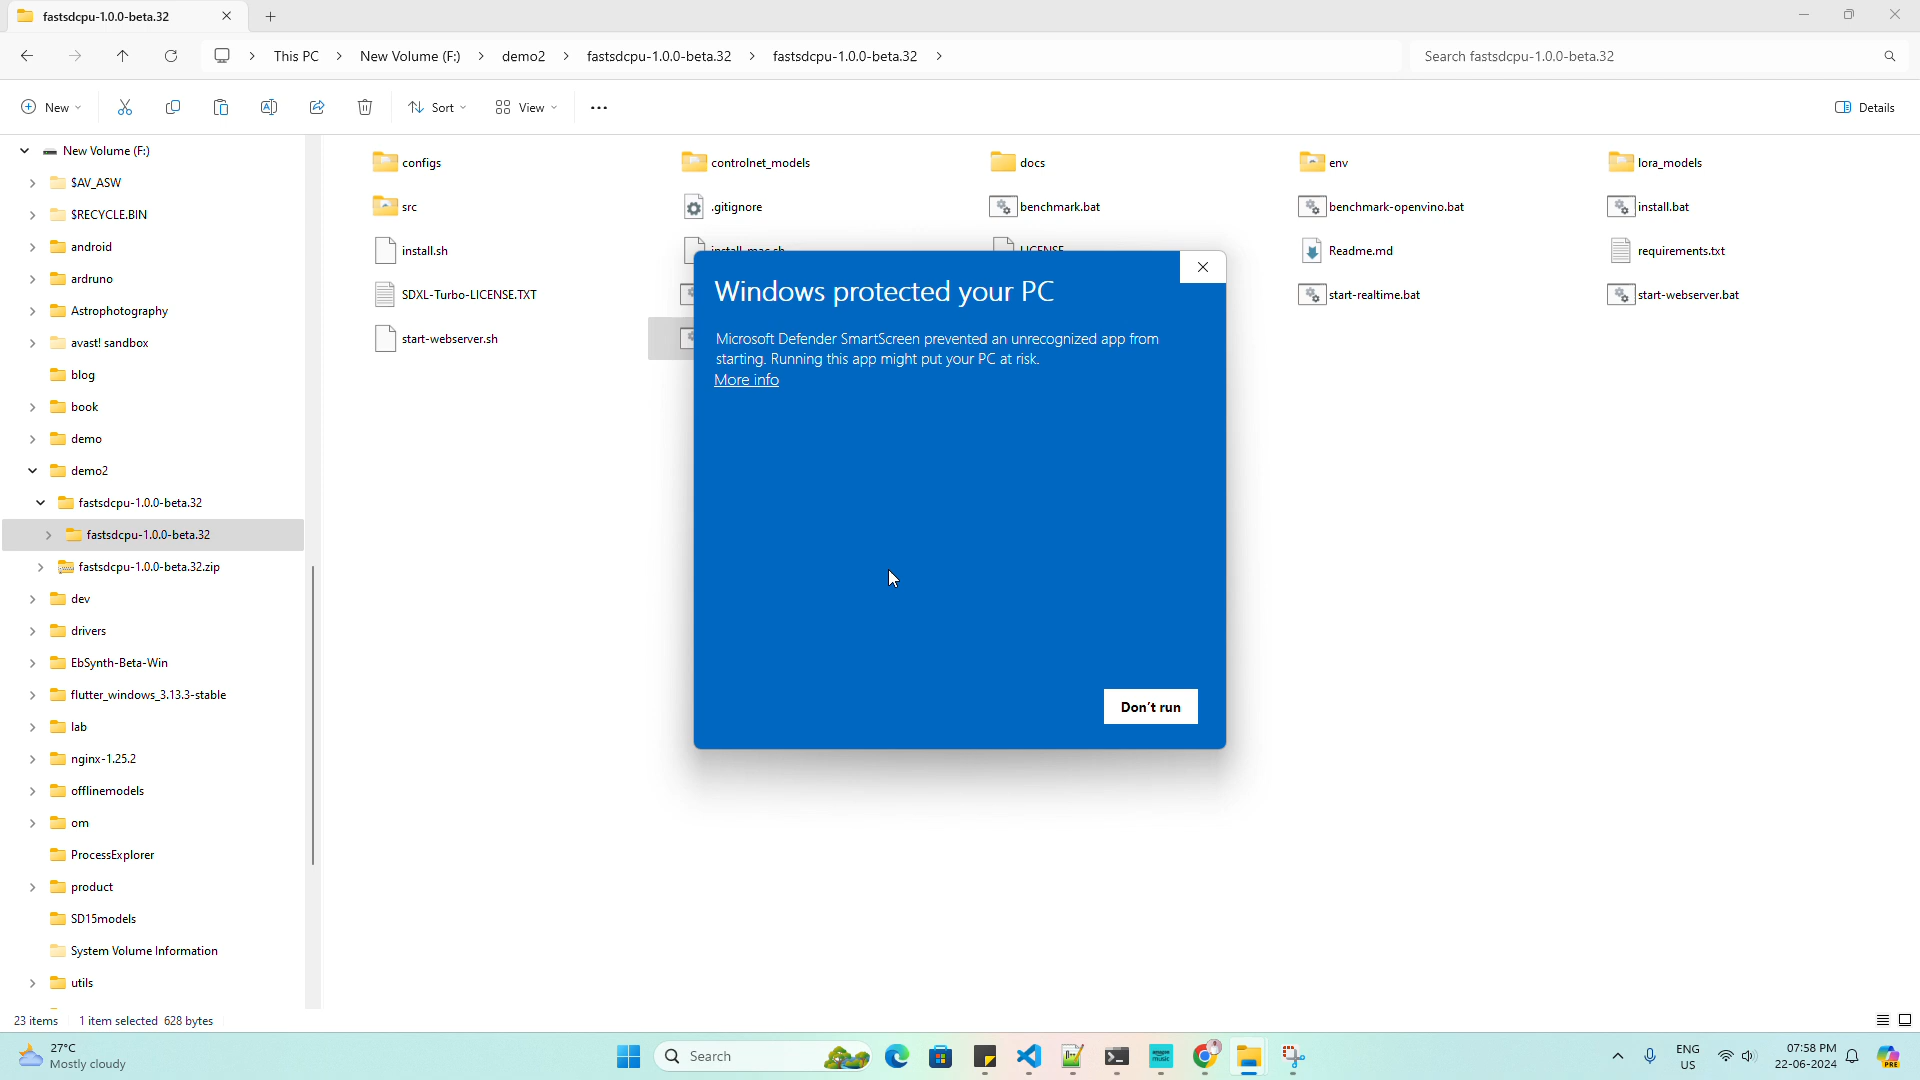 fastsdcpu-1.0.0-beta.32
This PC
New Volume (F:)
demo2
fastsdcpu-1.0.0-beta.32
fastsdcpu-1.0.0-beta.32
Search fastsdcpu-1.0.0-beta.32
New
Sort
View
Details
New Volume (F:)
$AV_ASW
$RECYCLE.BIN
android
ardruno
Astrophotography
avast! sandbox
blog
book
demo
demo2
fastsdcpu-1.0.0-beta.32
fastsdcpu-1.0.0-beta.32
fastsdcpu-1.0.0-beta.32.zip
dev
drivers
EbSynth-Beta-Win
flutter_windows_3.13.3-stable
lab
nginx-1.25.2
offlinemodels
om
ProcessExplorer
product
SD15models
System Volume Information
utils
configs
controlnet_models
docs
env
lora_models
src
.gitignore
benchmark.bat
benchmark-openvino.bat
install.bat
install.sh
install_mac.sh
LICENSE
Readme.md
requirements.txt
SDXL-Turbo-LICENSE.TXT
start-realtime.bat
start-webserver.bat
start-webserver.sh
Windows protected your PC
Microsoft Defender SmartScreen prevented an unrecognized app from
starting. Running this app might put your PC at risk.
More info
Don't run
23 items
1 item selected 628 bytes
27°C
Mostly cloudy
Search
amazon
music
PRE
ENG
US
07:58 PM
22-06-2024